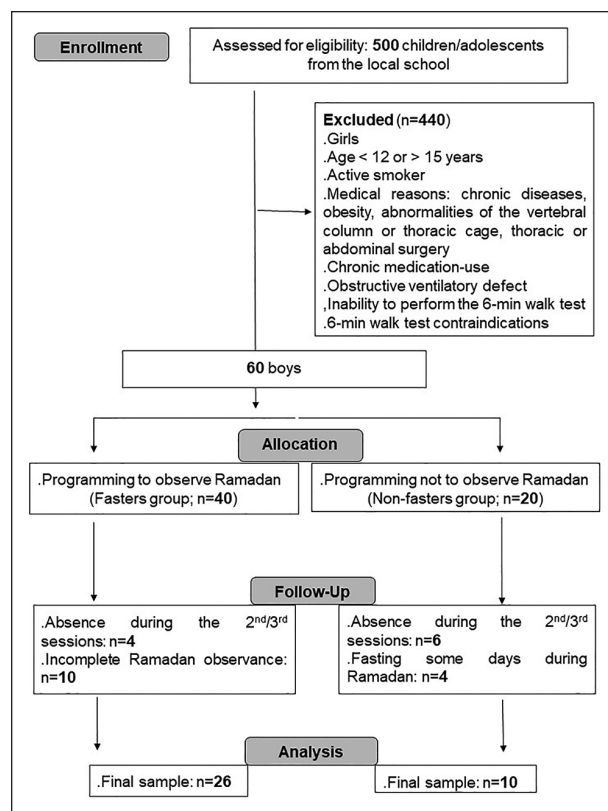 Enrollment
Assessed for eligibility: 500 children/adolescents
from the local school
Excluded (n=440)
.Girls
.Age < 12 or > 15 years
.Active smoker
.Medical reasons: chronic diseases,
obesity, abnormalities of the vertebral
column or thoracic cage, thoracic or
abdominal surgery
.Chronic medication-use
.Obstructive ventilatory defect
,Inability to perform the 6-min walk test
.6-min walk test contraindications
60 boys
Allocation
.Programming to observe Ramadan
(Fasters group; n=40)
.Programming not to observe Ramadan
(Non-fasters group; n=20)
Follow-Up
.Absence during the 2nd/3rd
sessions: n=4
.Incomplete Ramadan observance:
n=10
.Absence during the 2nd/3rd
sessions: n=6
.Fasting some days during
Ramadan: n=4
Analysis
.Final sample: n=26
.Final sample: n=10